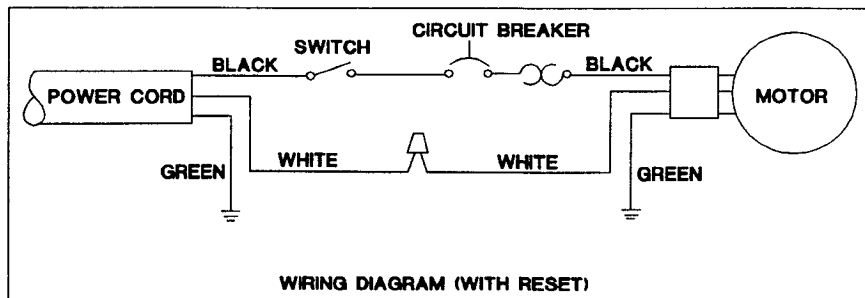 CIRCUIT BREAKER
SWITCH
BLACK
BLACK
POWER CORD
MOTOR
WHITE
WHITE
GREEN
GREEN
WIRING DIAGRAM (WITH RESET)